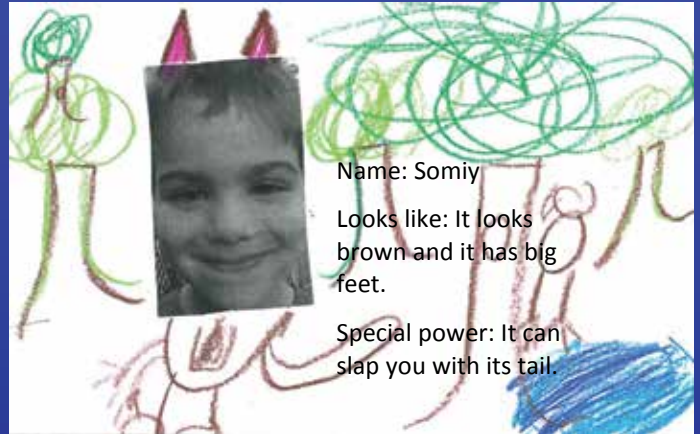 Name: Somiy
Looks like: It looks
brown and it has big
feet.
Special power: It can
slap you with its tail.